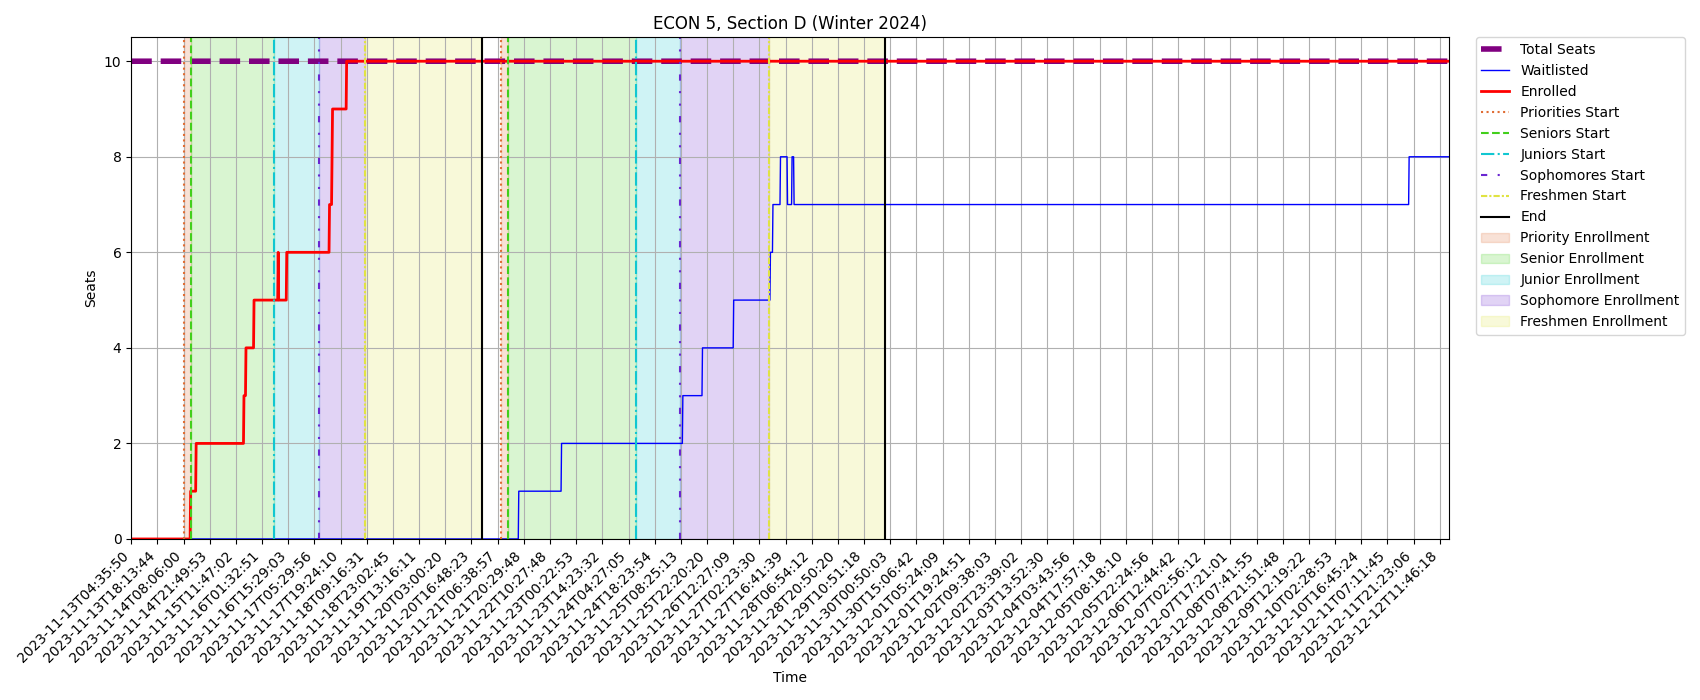 ECON 5, Section D (Winter 2024)
Seats
10
8
6
4
2
0
2023-11-13T04:35:50
2023-11-13T18:13:44
2023-11-14T08:06:00
2023-11-14T21:49:53
2023-11-15T11:47:02
2023-11-16T01:32:51
2023-11-16T15:29:03
2023-11-17T05:29:56
2023-11-17T19:24:10
2023-11-18T09:16:31
2023-11-18T23:02:45
2023-11-19T13:16:11
2023-11-20T03:00:20
2023-11-20T16:48:23
2023-11-21T06:38:57
2023-11-21T20:29:48
2023-11-22T10:27:48
2023-11-23T00:22:53
2023-11-23T14:23:32
2023-11-24T04:27:05
2023-11-24T18:23:54
2023-11-25T08:25:13
2023-11-25T22:20:20
2023-11-26T12:27:09
2023-11-27T02:23:30
2023-11-27T16:41:39
2023-11-28T06:54:12
2023-11-28T20:50:20
2023-11-29T10:51:18
2023-11-30T00:50:03
2023-11-30T15:06:42
2023-12-01T05:24:09
2023-12-01T19:24:51
2023-12-02T09:38:03
2023-12-02T23:39:02
2023-12-03T13:52:30
2023-12-04T03:43:56
2023-12-04T17:57:18
2023-12-05T08:18:10
2023-12-05T22:24:56
2023-12-06T12:44:42
2023-12-07T02:56:12
2023-12-07T17:21:01
2023-12-08T07:41:55
2023-12-08T21:51:48
2023-12-09T12:19:22
2023-12-10T02:28:53
2023-12-10T16:45:24
2023-12-11T07:11:45
2023-12-11T21:23:06
2023-12-12T11:46:18
Time
Total Seats
Waitlisted
Enrolled
Priorities Start
Seniors Start
Juniors Start
Sophomores Start
Freshmen Start
End
Priority Enrollment
Senior Enrollment
Junior Enrollment
Sophomore Enrollment
Freshmen Enrollment